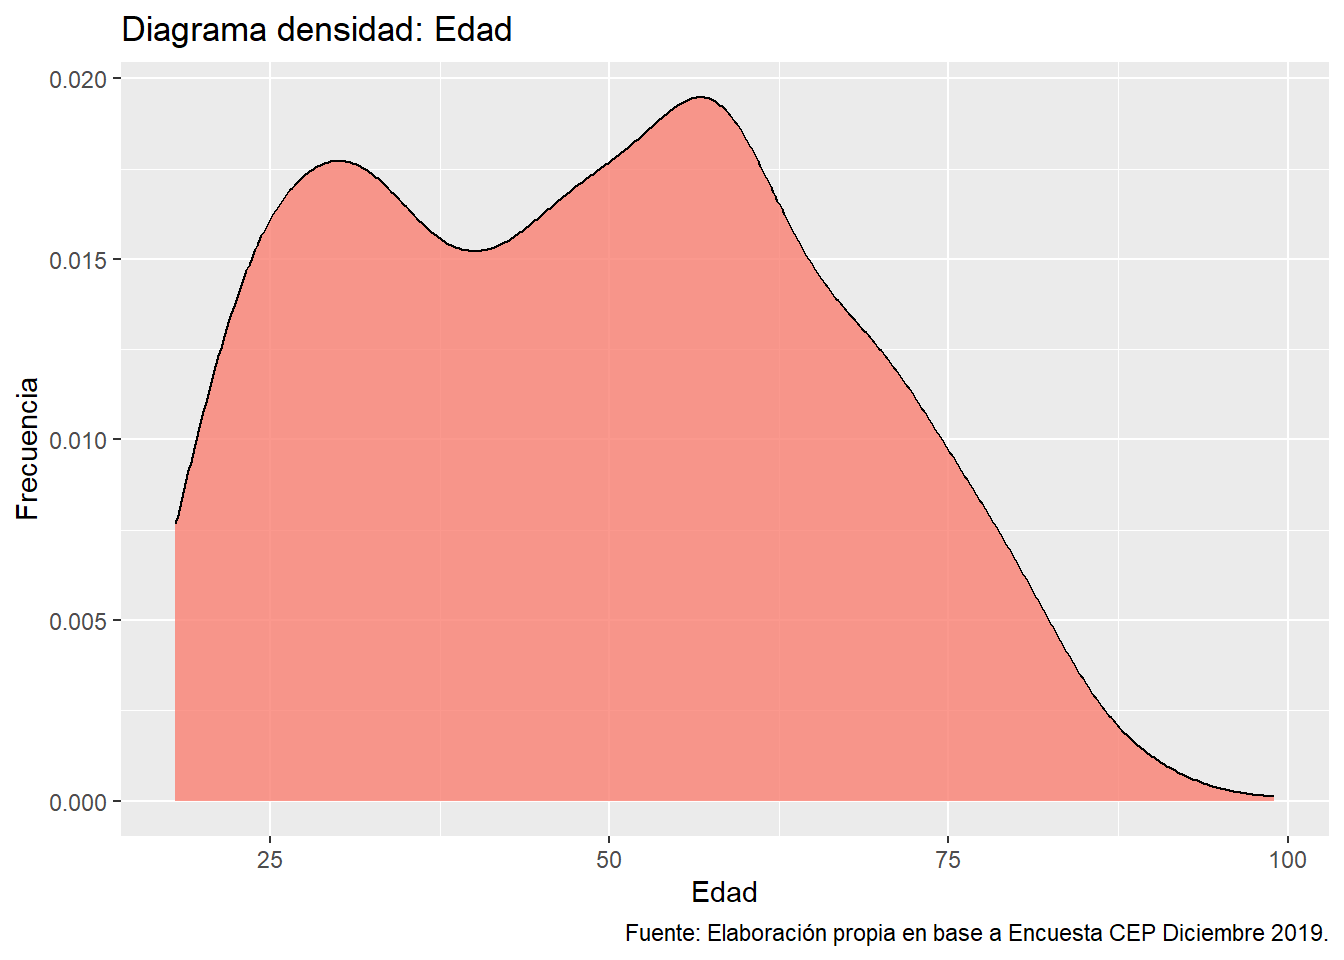 Diagrama densidad: Edad
0.020
0.015
0.010
0.005
0.000
Frecuencia
25 50 75 100
Edad
Fuente: Elaboración propia en base a Encuesta CEP Diciembre 2019.